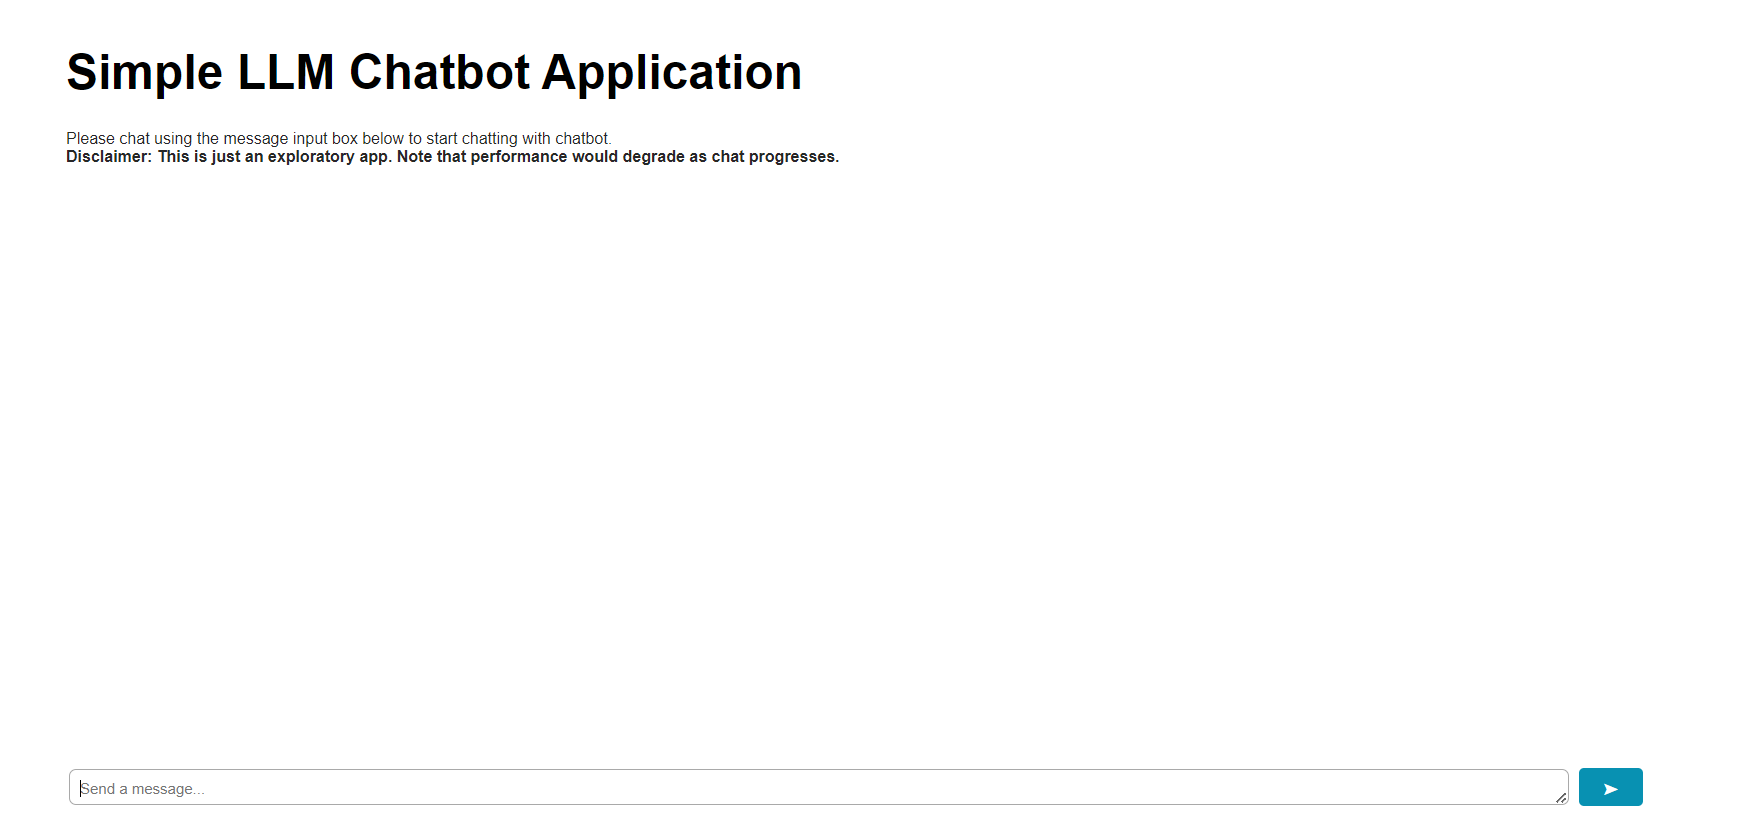 Simple LLM Chatbot Application
Please chat using the message input box below to start chatting with chatbot.
Disclaimer: This is just an exploratory app. Note that performance would degrade as chat progresses.
Send a message...